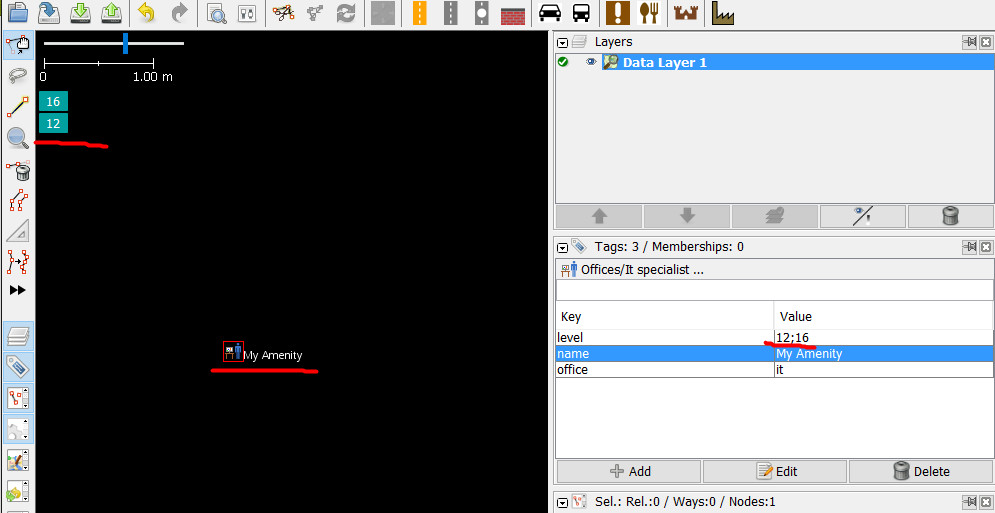 Layers
0
1.00 m
Data Layer 1
16
12
Tags: 3 / Memberships: 0
Offices/It specialist ...
Key Value
level 12;16
name My Amenity
office it
My Amenity
Add Edit Delete
Sel.: Rel.:0 / Ways:0 / Nodes:1